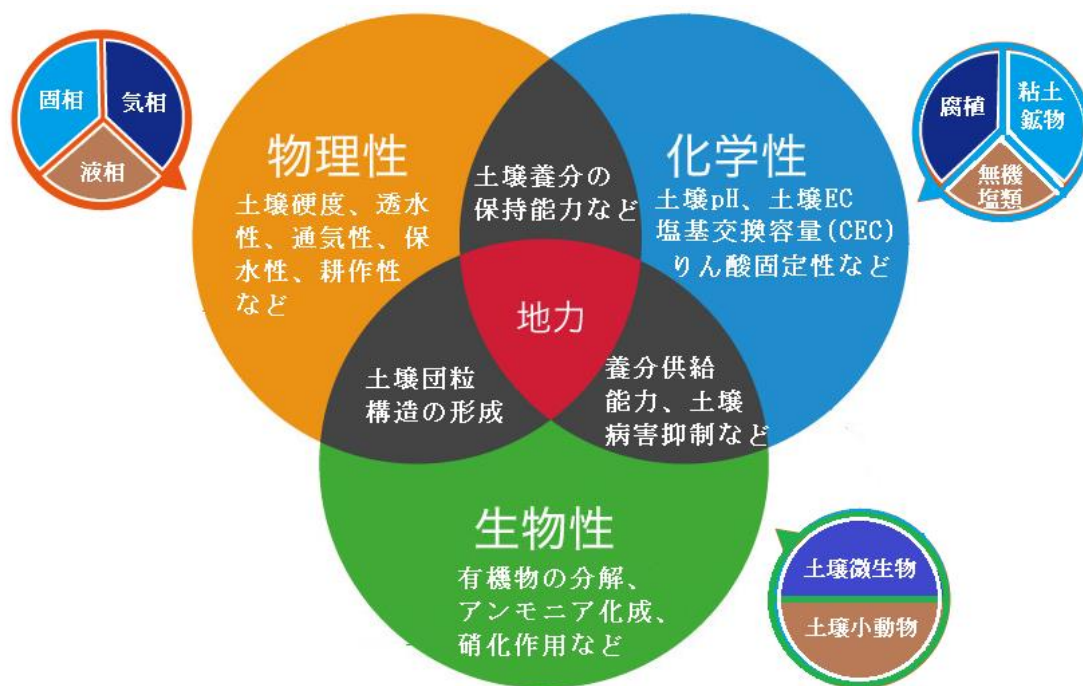 固相
気相
液相
物理性
土壌硬度、透水
性、通気性、保
水性、耕作性
など
土壌養分の
保持能力など
化学性
土壌pH、土壌EC
塩基交換容量(CEC)
りん酸固定性など
腐植
粘土
鉱物
無機
塩類
地力
土壌団粒
構造の形成
養分供給
能力、土壌
病害抑制など
生物性
有機物の分解、
アンモニア化成、
硝化作用など
土壌微生物
土壌小動物